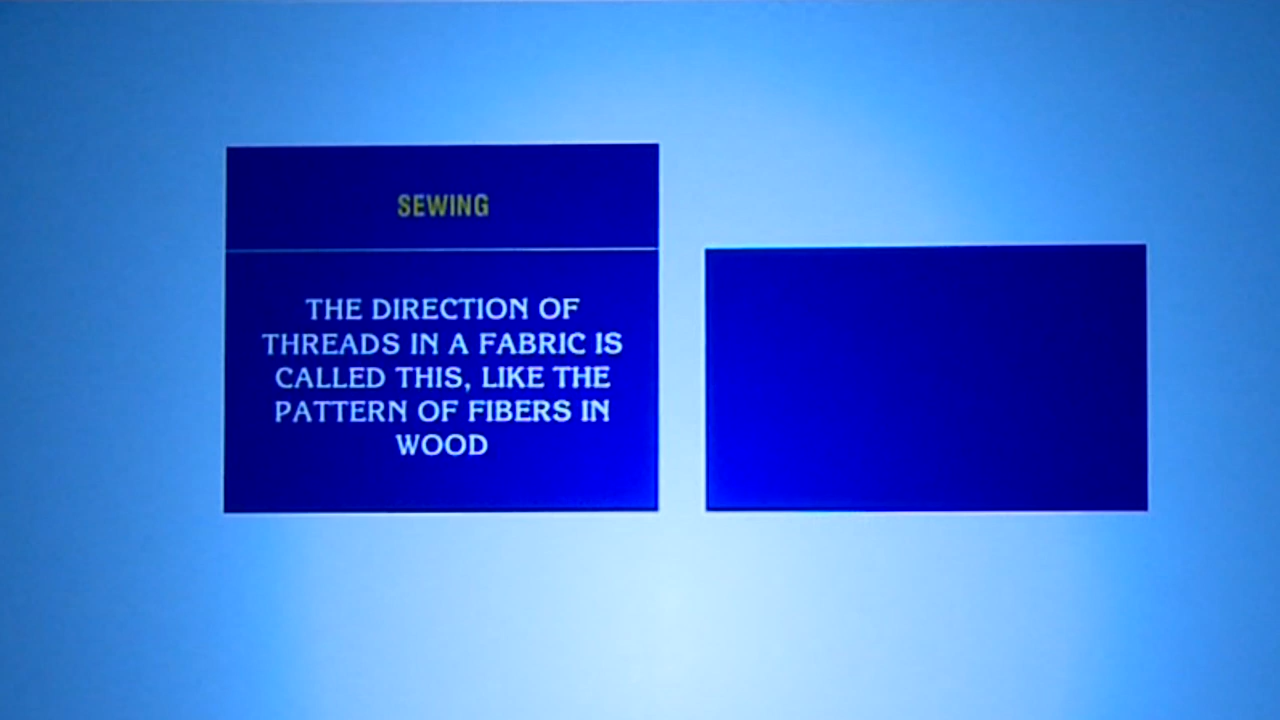 SEWING
THE DIRECTION OF
THREADS IN A FABRIC IS
CALLED THIS, LIKE THE
PATTERN OF FIBERS IN
WOOD